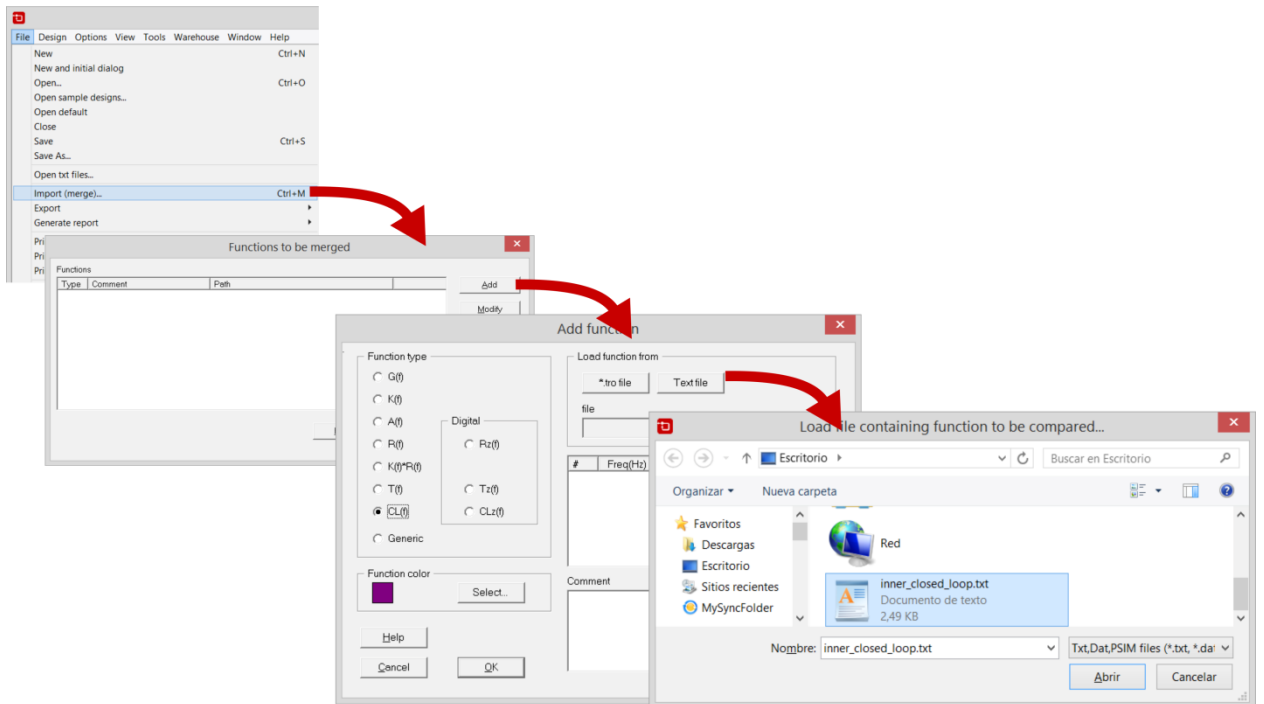 File Design Options View Tools Warehouse Window Help
New Ctrl+N
New and initial dialog
Open... Ctrl+O
Open sample designs...
Open default
Close
Save Ctrl+S
Save As...
Open txt files...
Import (merge)... Ctrl+M
Export
Generate report
Pri
Pri
Pri
Functions to be merged
Functions
Type Comment Path
Add
Modify
Add function
Function type
G(f)
K(f)
A(f)
R(f)
K(f)*R(f)
T(f)
CL(f)
Generic
Digital
Rz(f)
Tz(f)
CLz(f)
Function color
Select...
Help
Cancel OK
Load function from
*.tro file Text file
file
# Freq(Hz)
Comment
Load file containing function to be compared...
Escritorio
Buscar en Escritorio
Organizar Nueva carpeta
Favoritos
Descargas
Escritorio
Sitios recientes
MySyncFolder
Red
inner_closed_loop.txt
Documento de texto
2,49 KB
Nombre: inner_closed_loop.txt
Txt,Dat,PSIM files (*.txt, *.dat
Abrir Cancelar